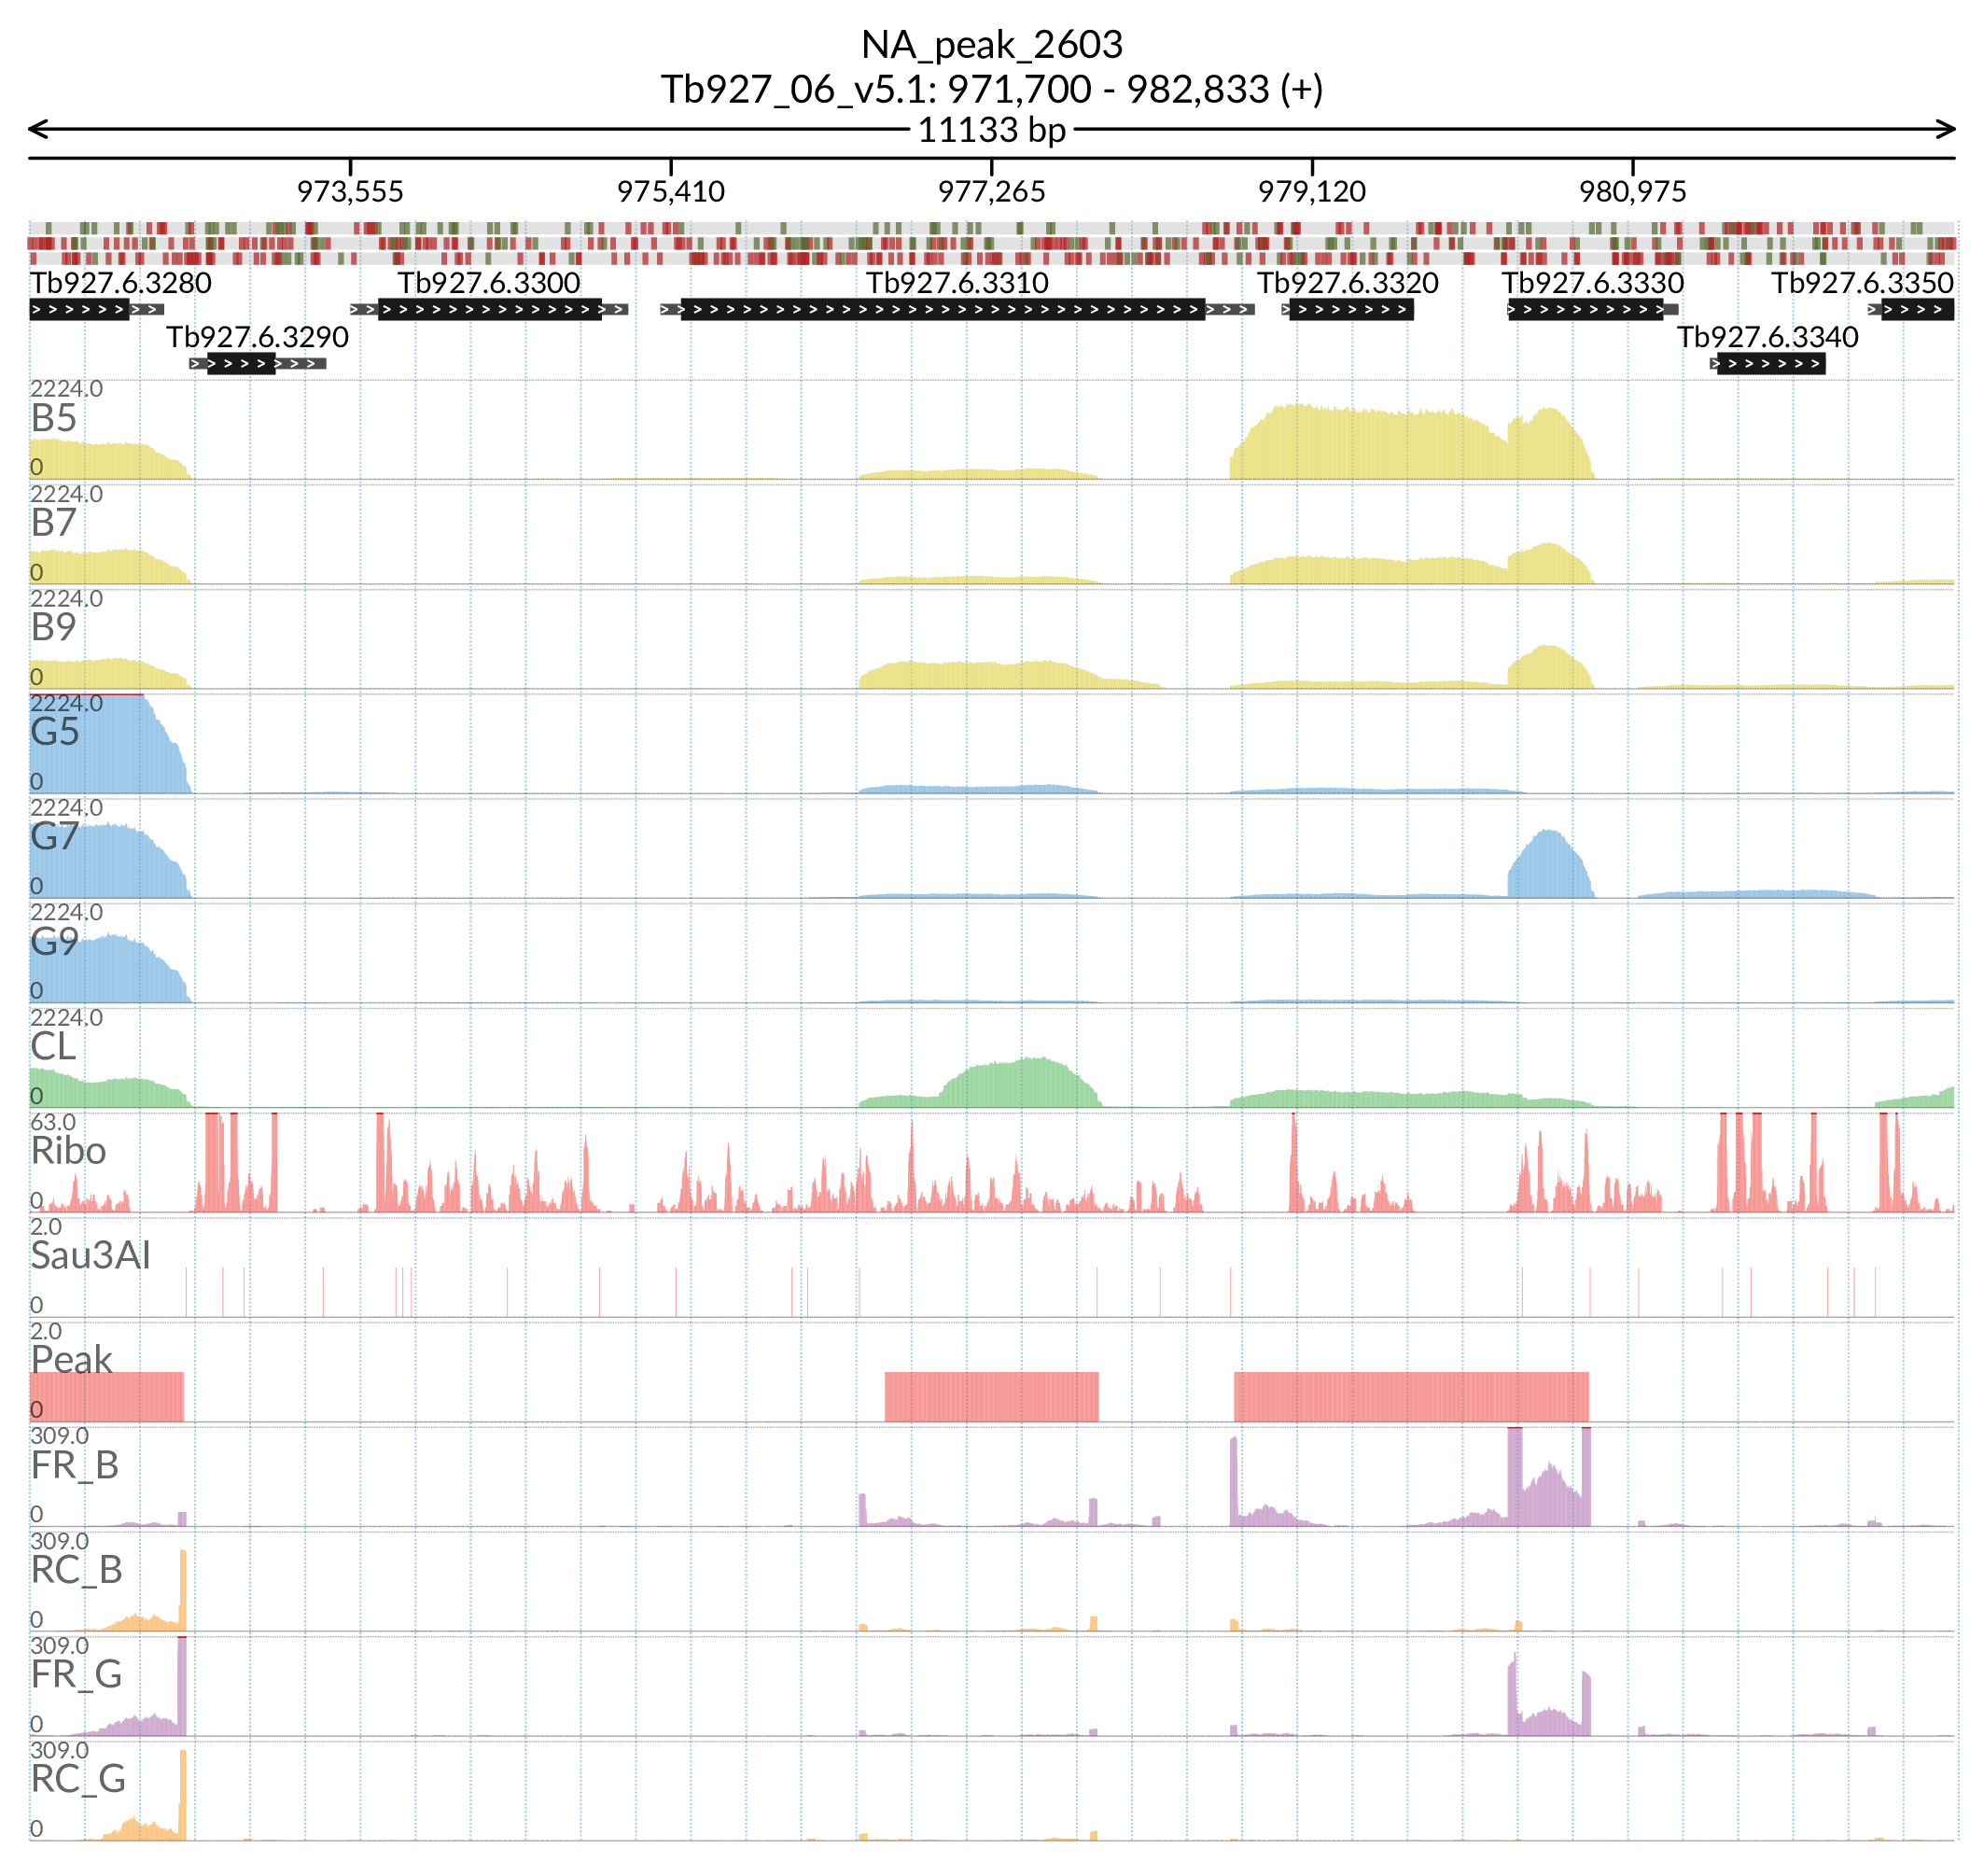 NA_peak_2603
Tb927_06_v5.1: 971,700 - 982,833 (+)
11133 bp
973,555 975,410 977,265 979,120 980,975
Tb927.6.3280 Tb927.6.3300 Tb927.6.3310 Tb927.6.3320 Tb927.6.3330 Tb927.6.3350
Tb927.6.3290 Tb927.6.3340
2224.0
B5
0
2224.0
B7
0
2224.0
B9
0
2224.0
G5
0
2224.0
G7
0
2224.0
G9
0
2224.0
CL
0
63.0
Ribo
0
2.0
Sau3AI
0
2.0
Peak
0
309.0
FR_B
0
309.0
RC_B
0
309.0
FR_G
0
309.0
RC_G
0